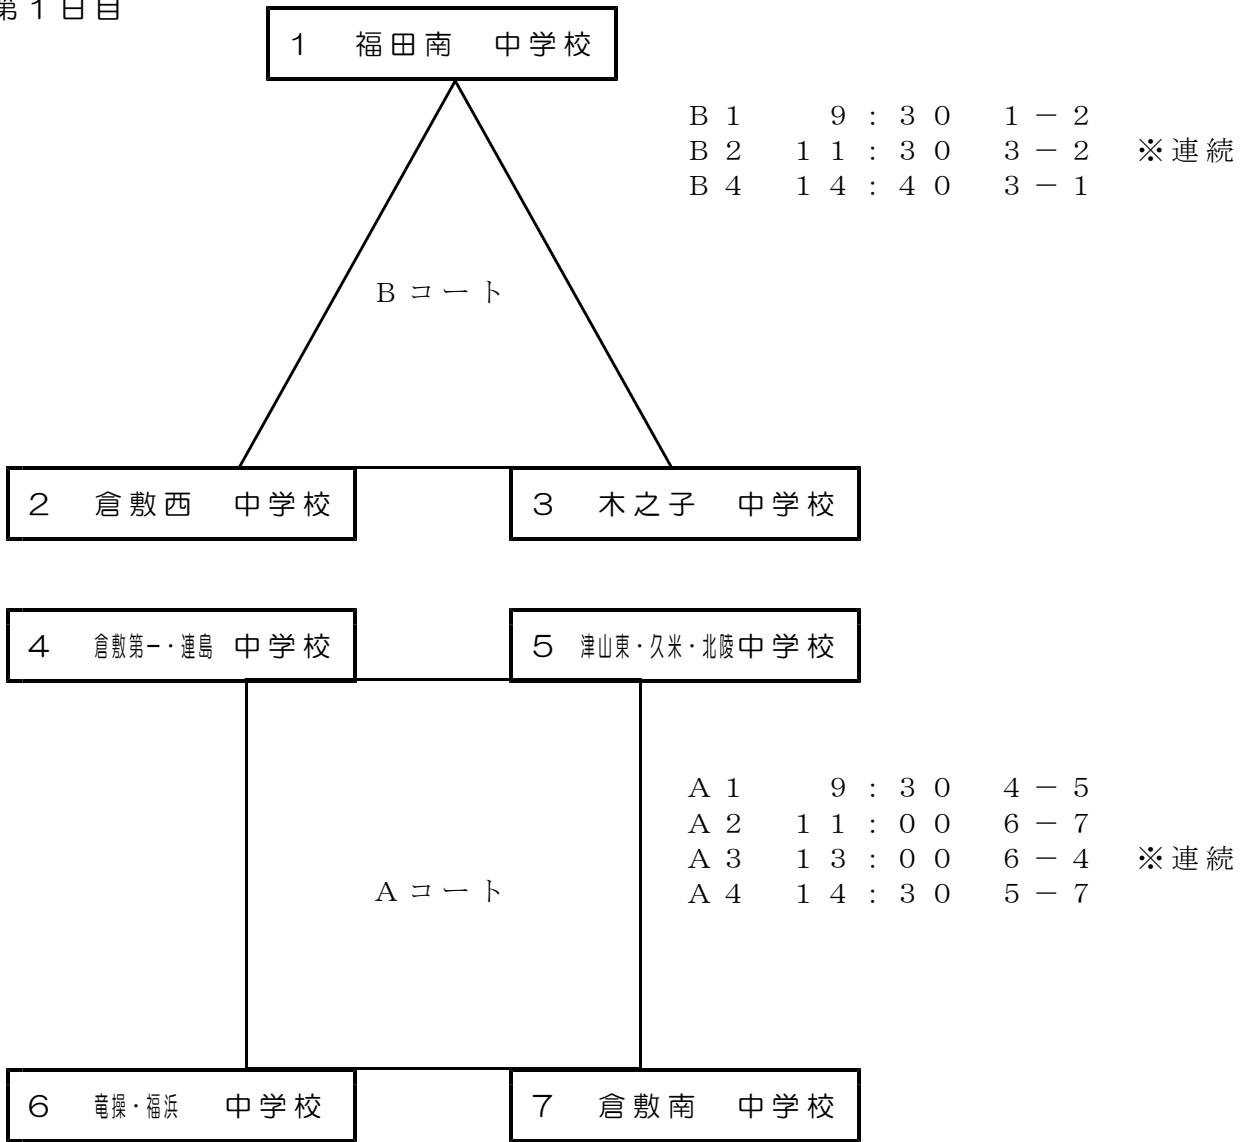 第１日目
１　福田南　中学校
Ｂ１　　９：３０　１－２
Ｂ２　１１：３０　３－２　※連続
Ｂ４　１４：４０　３－１
Ｂコート
２　倉敷西　中学校
３　木之子　中学校
４　倉敷第一・連島　中学校
５　津山東・久米・北陵中学校
Ａ１　　９：３０　４－５
Ａ２　１１：００　６－７
Ａ３　１３：００　６－４　※連続
Ａ４　１４：３０　５－７
Ａコート
６　竜操・福浜　中学校
７　倉敷南　中学校